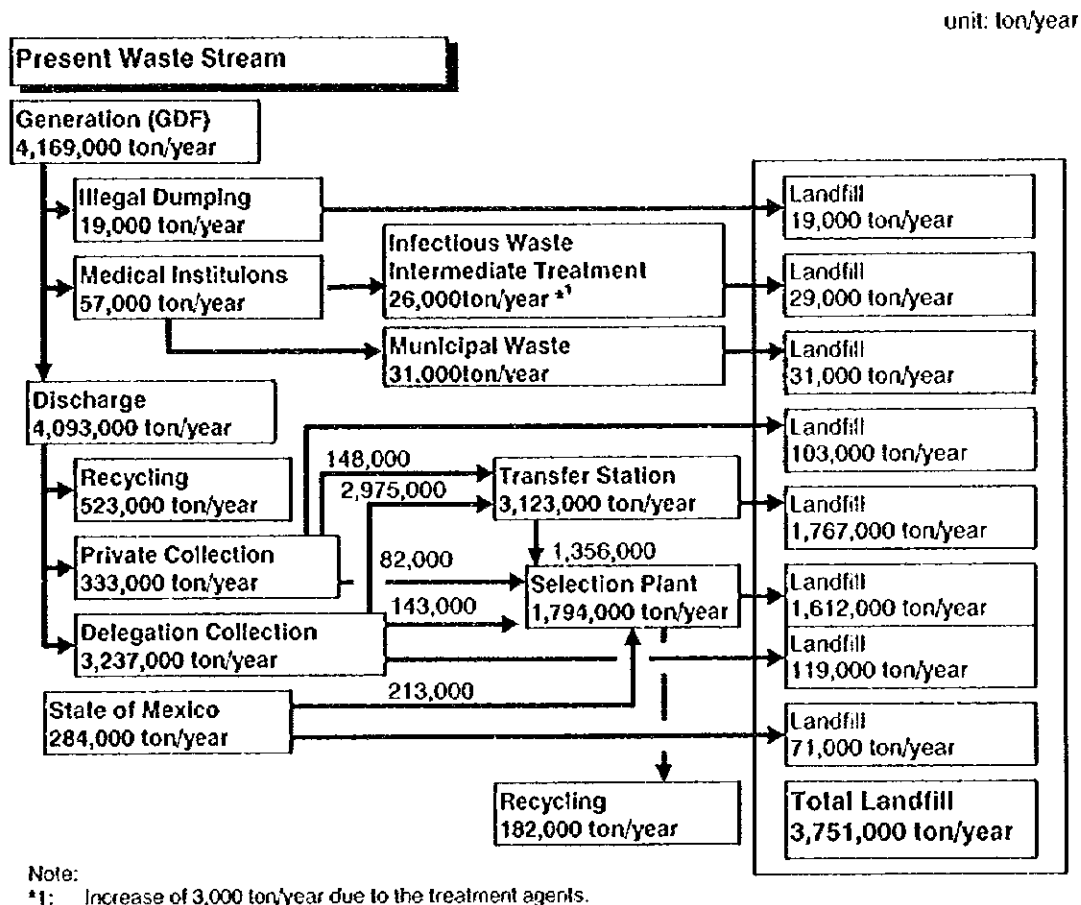 unit: ton/year
Present Waste Stream
Generation (GDF)
4,169,000 ton/year
Illegal Dumping
19,000 ton/year
Landfill
19,000 ton/year
Medical Instituions
57,000 ton/year
Infectious Waste
Intermediate Treatment
26,000ton/year *1
Landfill
29,000 ton/year
Municipal Waste
31,000ton/year
Landfill
31,000 ton/year
Discharge
4,093,000 ton/year
Landfill
103,000 ton/year
Recycling
523,000 ton/year
148,000
2,975,000
Transfer Station
3,123,000 ton/year
Landfill
1,767,000 ton/year
Private Collection
333,000 ton/year
82,000
1,356,000
Selection Plant
1,794,000 ton/year
Landfill
1,612,000 ton/year
Delegation Collection
3,237,000 ton/year
143,000
Landfill
119,000 ton/year
State of Mexico
284,000 ton/year
213,000
Landfill
71,000 ton/year
Recycling
182,000 ton/year
Total Landfill
3,751,000 ton/year
Note:
*1: Increase of 3,000 ton/year due to the treatment agents.